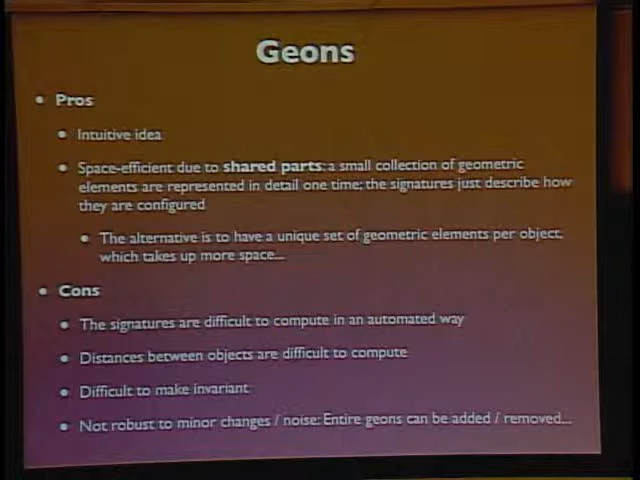 Geons
• Pros
• Intuitive idea
• Space-efficient due to shared parts: a small collection of geometric
elements are represented in detail one time; the signatures just describe how
they are configured
• The alternative is to have a unique set of geometric elements per object,
which takes up more space...
• Cons
• The signatures are difficult to compute in an automated way
• Distances between objects are difficult to compute
• Difficult to make invariant
• Not robust to minor changes / noise: Entire geons can be added / removed...